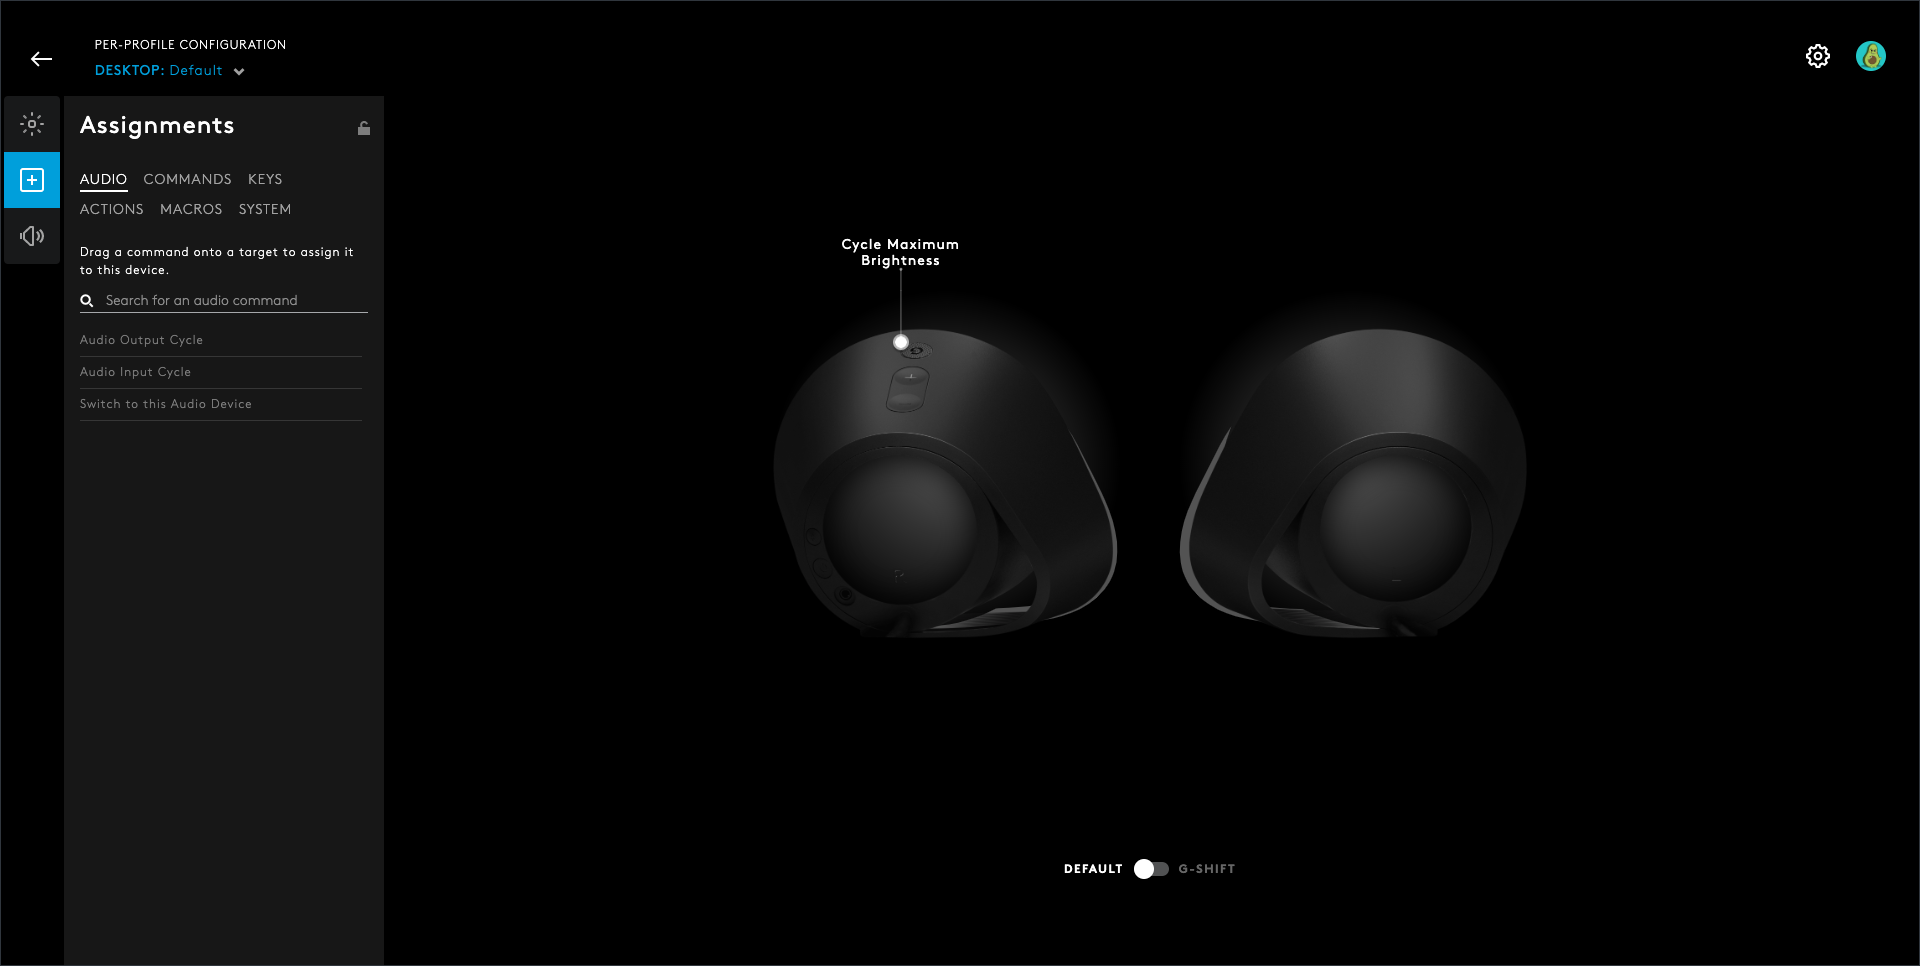 PER-PROFILE CONFIGURATION
DESKTOP: Default
Assignments
AUDIO COMMANDS KEYS
ACTIONS MACROS SYSTEM
Drag a command onto a target to assign it
to this device.
Search for an audio command
Audio Output Cycle
Audio Input Cycle
Switch to this Audio Device
Cycle Maximum
Brightness
DEFAULT G-SHIFT